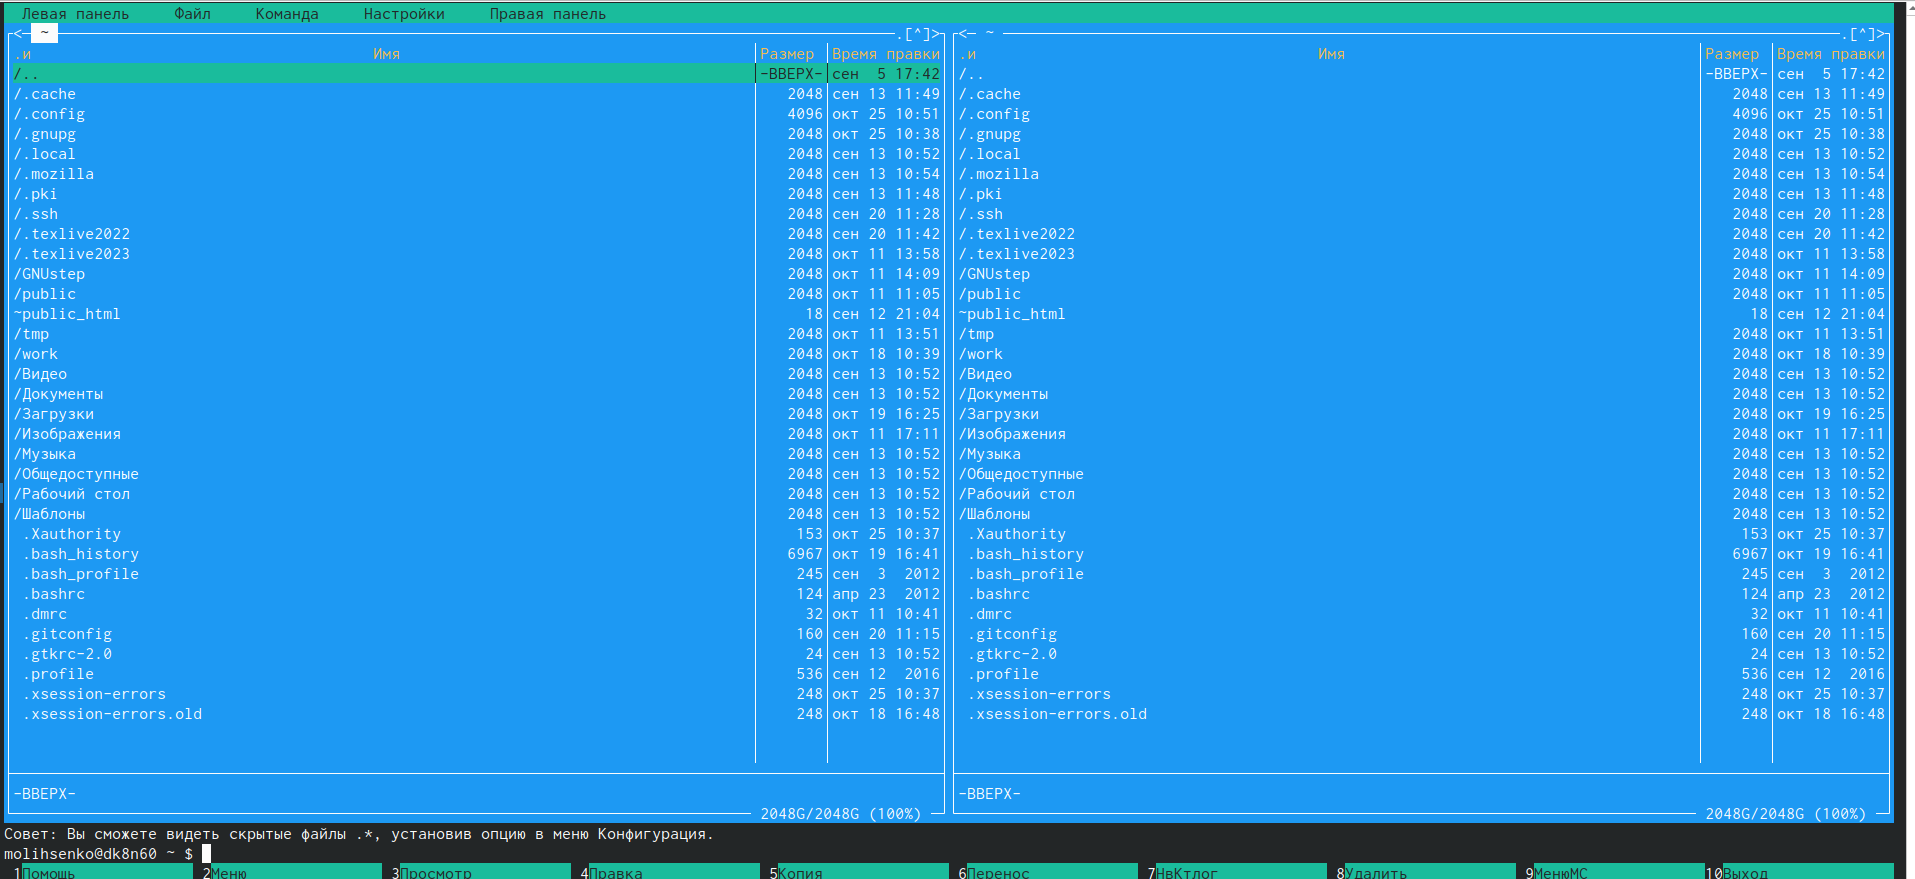 Левая панель Файл Команда Настройки Правая панель
<─ ~ .[^]> <─ ~ .[^]>
.и Имя Размер Время правки .и Имя Размер Время правки
/.. -ВВЕРХ- сен 5 17:42 /.. -ВВЕРХ- сен 5 17:42
/.cache 2048 сен 13 11:49 /.cache 2048 сен 13 11:49
/.config 4096 окт 25 10:51 /.config 4096 окт 25 10:51
/.gnupg 2048 окт 25 10:38 /.gnupg 2048 окт 25 10:38
/.local 2048 сен 13 10:52 /.local 2048 сен 13 10:52
/.mozilla 2048 сен 13 10:54 /.mozilla 2048 сен 13 10:54
/.pki 2048 сен 13 11:48 /.pki 2048 сен 13 11:48
/.ssh 2048 сен 20 11:28 /.ssh 2048 сен 20 11:28
/.texlive2022 2048 сен 20 11:42 /.texlive2022 2048 сен 20 11:42
/.texlive2023 2048 окт 11 13:58 /.texlive2023 2048 окт 11 13:58
/GNUstep 2048 окт 11 14:09 /GNUstep 2048 окт 11 14:09
/public 2048 окт 11 11:05 /public 2048 окт 11 11:05
~public_html 18 сен 12 21:04 ~public_html 18 сен 12 21:04
/tmp 2048 окт 11 13:51 /tmp 2048 окт 11 13:51
/work 2048 окт 18 10:39 /work 2048 окт 18 10:39
/Видео 2048 сен 13 10:52 /Видео 2048 сен 13 10:52
/Документы 2048 сен 13 10:52 /Документы 2048 сен 13 10:52
/Загрузки 2048 окт 19 16:25 /Загрузки 2048 окт 19 16:25
/Изображения 2048 окт 11 17:11 /Изображения 2048 окт 11 17:11
/Музыка 2048 сен 13 10:52 /Музыка 2048 сен 13 10:52
/Общедоступные 2048 сен 13 10:52 /Общедоступные 2048 сен 13 10:52
/Рабочий стол 2048 сен 13 10:52 /Рабочий стол 2048 сен 13 10:52
/Шаблоны 2048 сен 13 10:52 /Шаблоны 2048 сен 13 10:52
.Xauthority 153 окт 25 10:37 .Xauthority 153 окт 25 10:37
.bash_history 6967 окт 19 16:41 .bash_history 6967 окт 19 16:41
.bash_profile 245 сен 3 2012 .bash_profile 245 сен 3 2012
.bashrc 124 апр 23 2012 .bashrc 124 апр 23 2012
.dmrc 32 окт 11 10:41 .dmrc 32 окт 11 10:41
.gitconfig 160 сен 20 11:15 .gitconfig 160 сен 20 11:15
.gtkrc-2.0 24 сен 13 10:52 .gtkrc-2.0 24 сен 13 10:52
.profile 536 сен 12 2016 .profile 536 сен 12 2016
.xsession-errors 248 окт 25 10:37 .xsession-errors 248 окт 25 10:37
.xsession-errors.old 248 окт 18 16:48 .xsession-errors.old 248 окт 18 16:48
-ВВЕРХ- -ВВЕРХ-
2048G/2048G (100%) 2048G/2048G (100%)
Совет: Вы сможете видеть скрытые файлы .*, установив опцию в меню Конфигурация.
molihsenko@dk8n60 ~ $
1Помощь 2Меню 3Просмотр 4Правка 5Копия 6Перенос 7НвКтлог 8Удалить 9МенюМС 10Выход